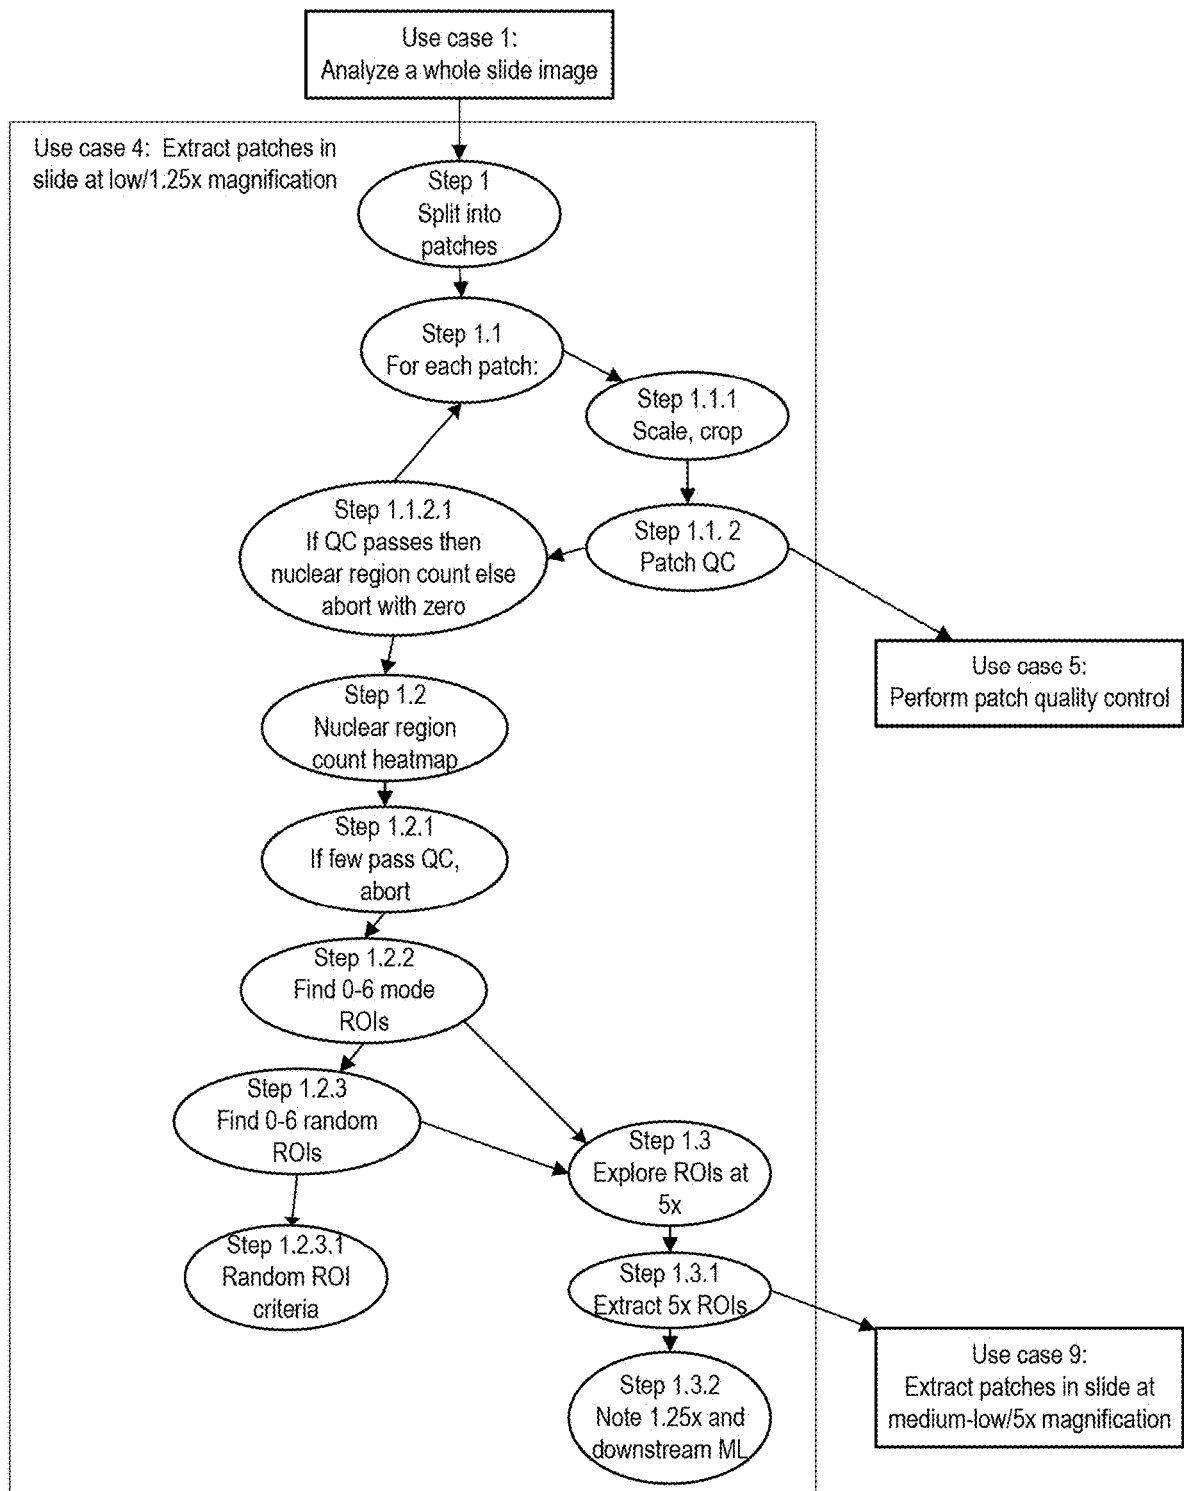 Use case 1:
Analyze a whole slide image
Use case 4:  Extract patches in
slide at low/1.25x magnification
Step 1
Split into
patches
Step 1.1
For each patch:
Step 1.1.1
Scale, crop
Step 1.1.2.1
If QC passes then
nuclear region count else
abort with zero
Step 1.1. 2
Patch QC
Use case 5:
Perform patch quality control
Step 1.2
Nuclear region
count heatmap
Step 1.2.1
If few pass QC,
abort
Step 1.2.2
Find 0-6 mode
ROIs
Step 1.2.3
Find 0-6 random
ROIs
Step 1.3
Explore ROIs at
5x
Step 1.2.3.1
Random ROI
criteria
Step 1.3.1
Extract 5x ROIs
Use case 9:
Extract patches in slide at
medium-low/5x magnification
Step 1.3.2
Note 1.25x and
downstream ML